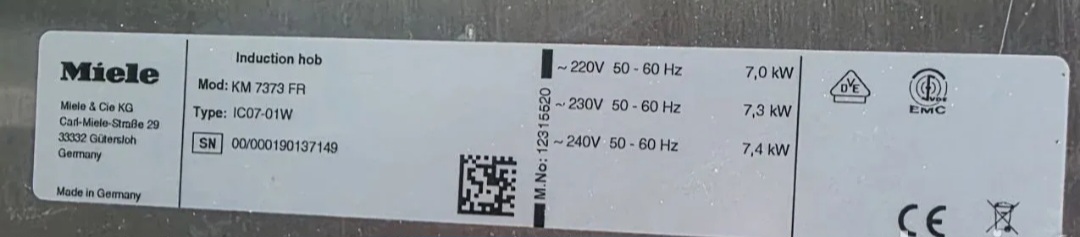 Miele
Miele & Cie KG
Carl-Miele-Straße 29
33332 Gütersloh
Germany
Made in Germany
Induction hob
Mod: KM 7373 FR
Type: IC07-01W
SN 00/000190137149
M.No: 12315520
~ 220V 50 - 60 Hz 7,0 kW
~ 230V 50 - 60 Hz 7,3 kW
~ 240V 50 - 60 Hz 7,4 kW
DVE
VDE
EMC
CE